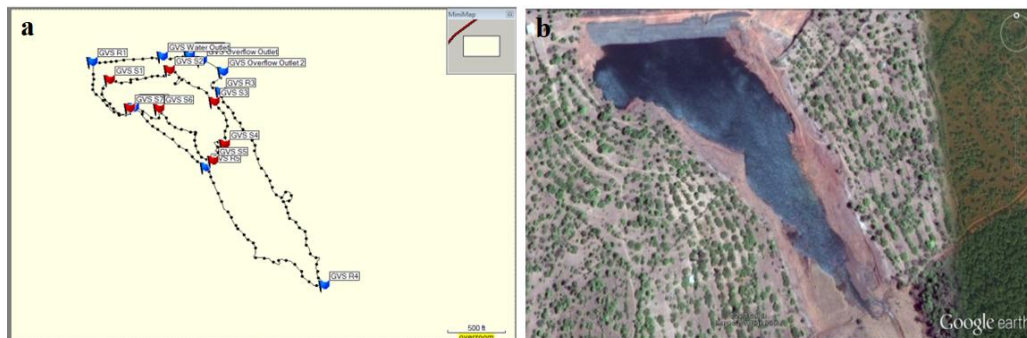 a
MiniMap
GVS R1
GVS Water Outlet
GVS Overflow Outlet
GVS S2
GVS Overflow Outlet 2
GVS S1
GVS R3
GVS S3
GVS S6
GVS S4
GVS S5
GVS R4
500 ft
overzoom
b
Google earth